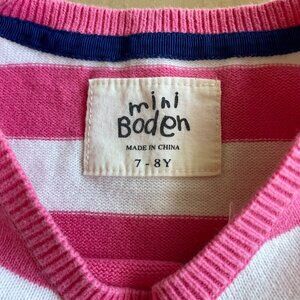 mini
Boden
MADE IN CHINA
7 - 8Y